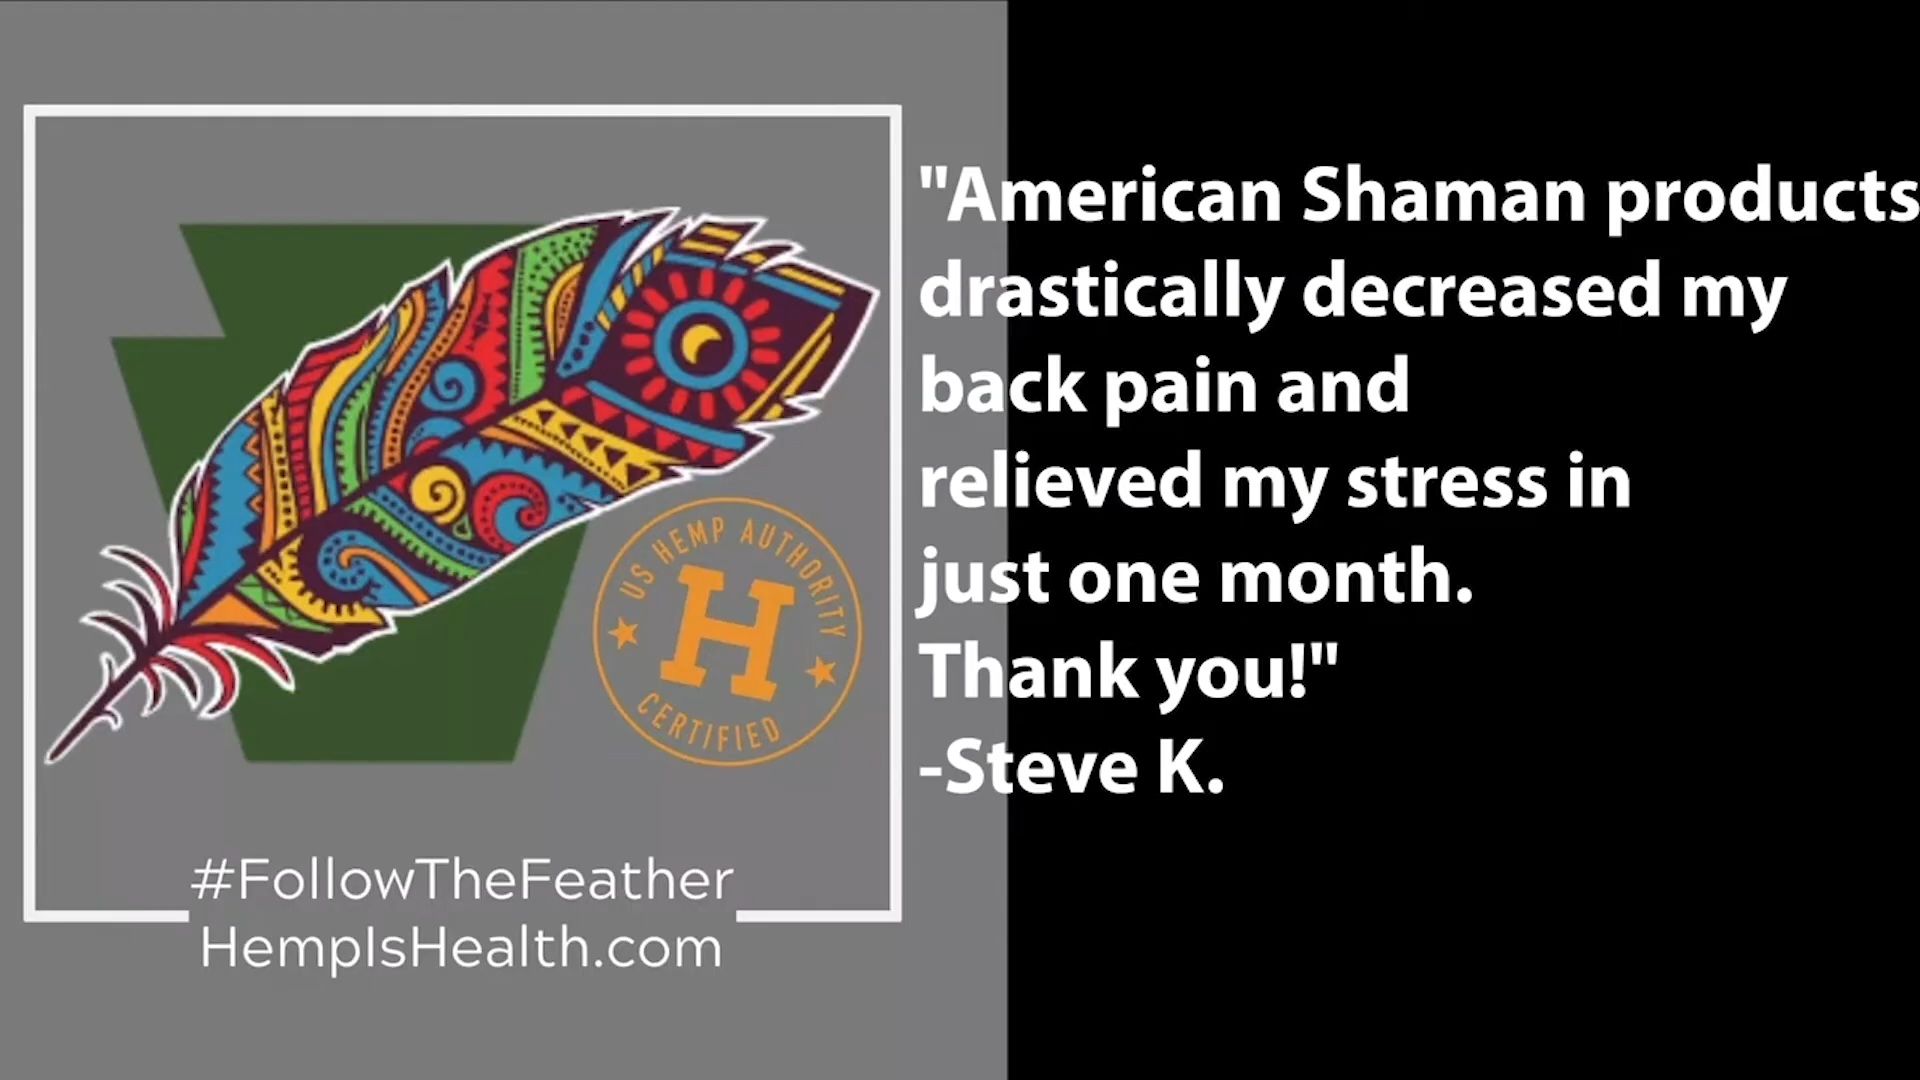 "American Shaman products
drastically decreased my
back pain and
relieved my stress in
just one month.
Thank you!"
-Steve K.
US HEMP AUTHORITY
H
CERTIFIED
#FollowTheFeather
HempIsHealth.com